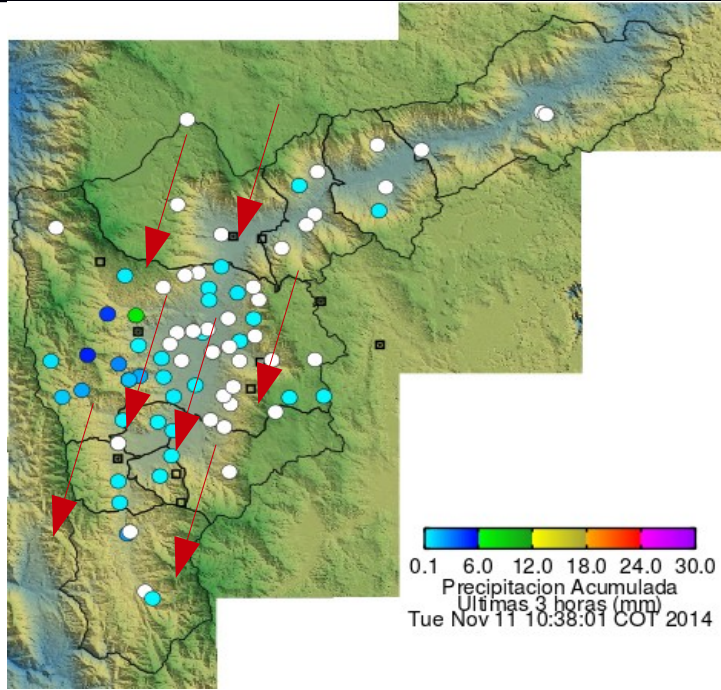 0.1 6.0 12.0 18.0 24.0 30.0
Precipitacion Acumulada
Ultimas 3 horas (mm)
Tue Nov 11 10:38:01 COT 2014